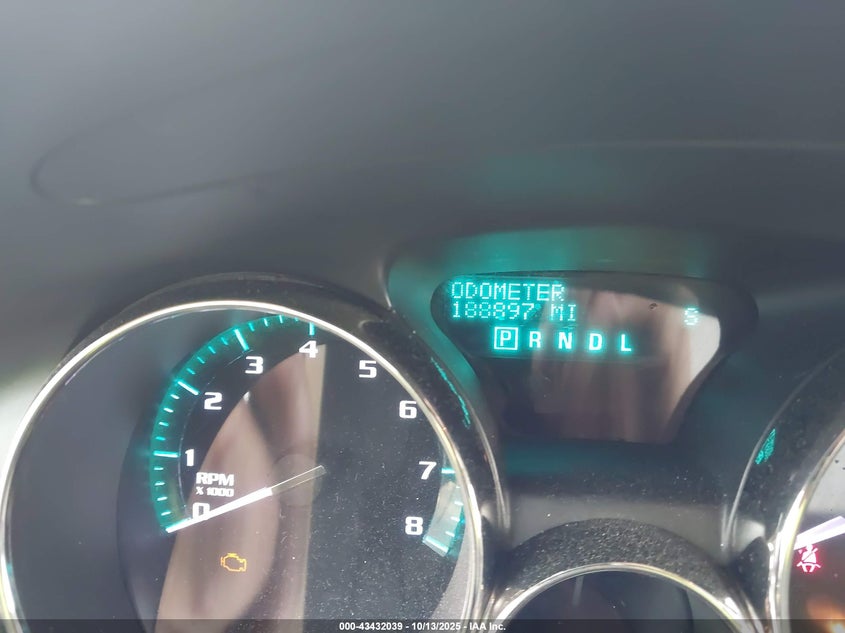 ODOMETER
188897 MI S
P R N D L
0 1 2 3 4 5 6 7 8
RPM
X 1000
000-43432039 - 10/13/2025 - IAA Inc.